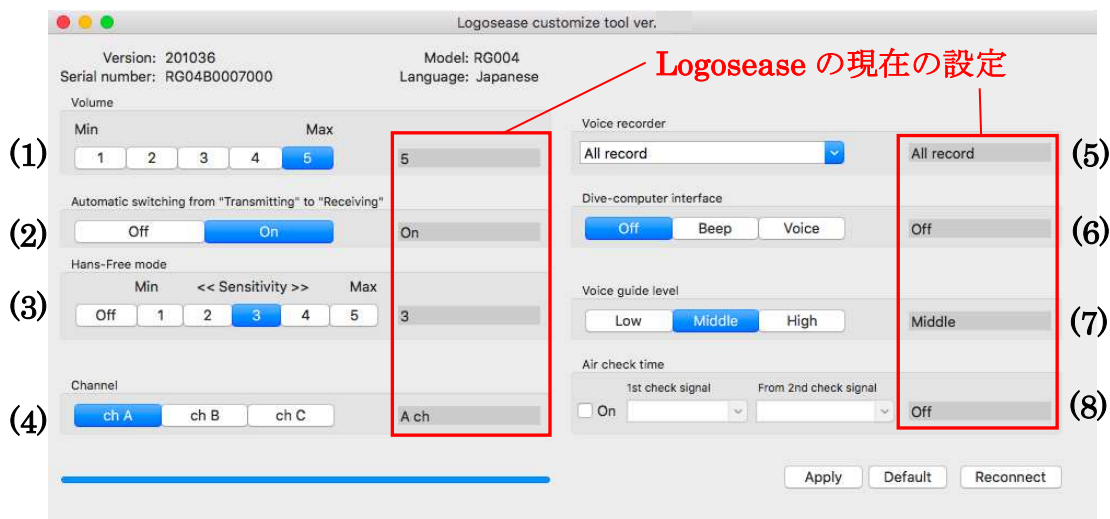 Logosease customize tool ver.
Version: 201036
Serial number: RG04B0007000
Model: RG004
Language: Japanese
Logosease の現在の設定
Volume
Min Max
(1) 1 2 3 4 5 5
Automatic switching from "Transmitting" to "Receiving"
(2) Off On On
Hans-Free mode
Min << Sensitivity >> Max
(3) Off 1 2 3 4 5 3
Channel
(4) ch A ch B ch C A ch
Voice recorder
All record All record (5)
Dive-computer interface
Off Beep Voice Off (6)
Voice guide level
Low Middle High Middle (7)
Air check time
1st check signal From 2nd check signal
On Off (8)
Apply Default Reconnect